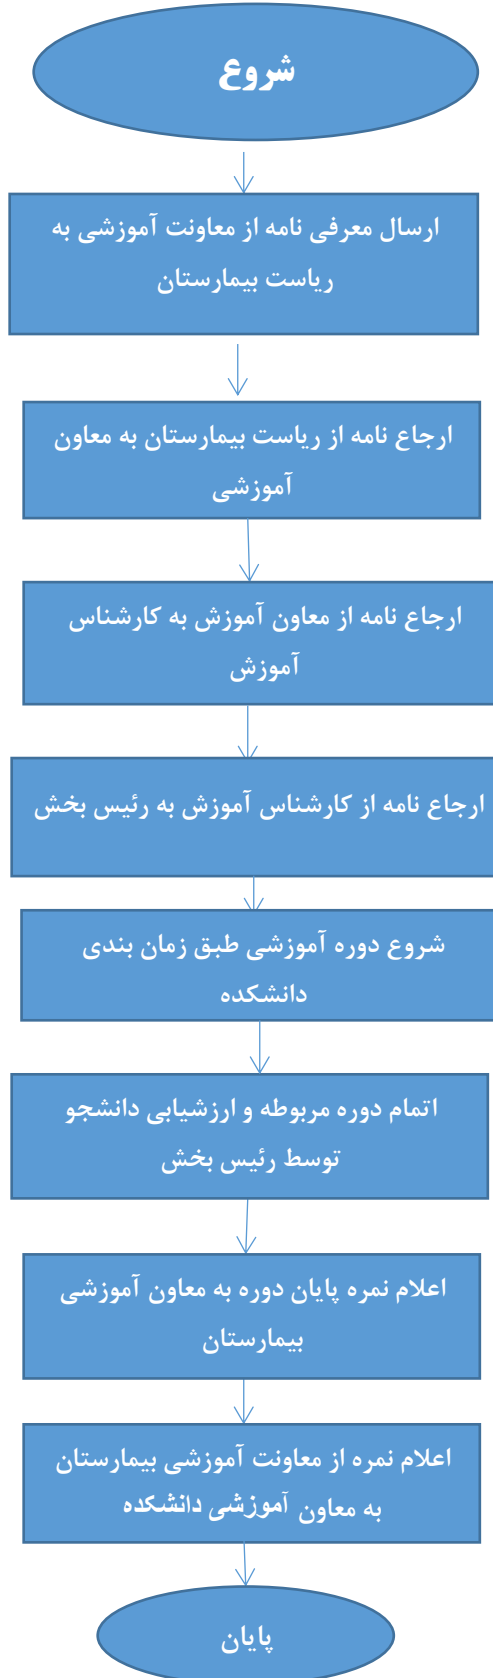 شروع
ارسال معرفی نامه از معاونت آموزشی به
ریاست بیمارستان
ارجاع نامه از ریاست بیمارستان به معاون
آموزشی
ارجاع نامه از معاون آموزش به کارشناس
آموزش
ارجاع نامه از کارشناس آموزش به رئیس بخش
شروع دوره آموزشی طبق زمان بندی
دانشکده
اتمام دوره مربوطه و ارزشیابی دانشجو
توسط رئیس بخش
اعلام نمره پایان دوره به معاون آموزشی
بیمارستان
اعلام نمره از معاونت آموزشی بیمارستان
به معاون آموزشی دانشکده
پایان